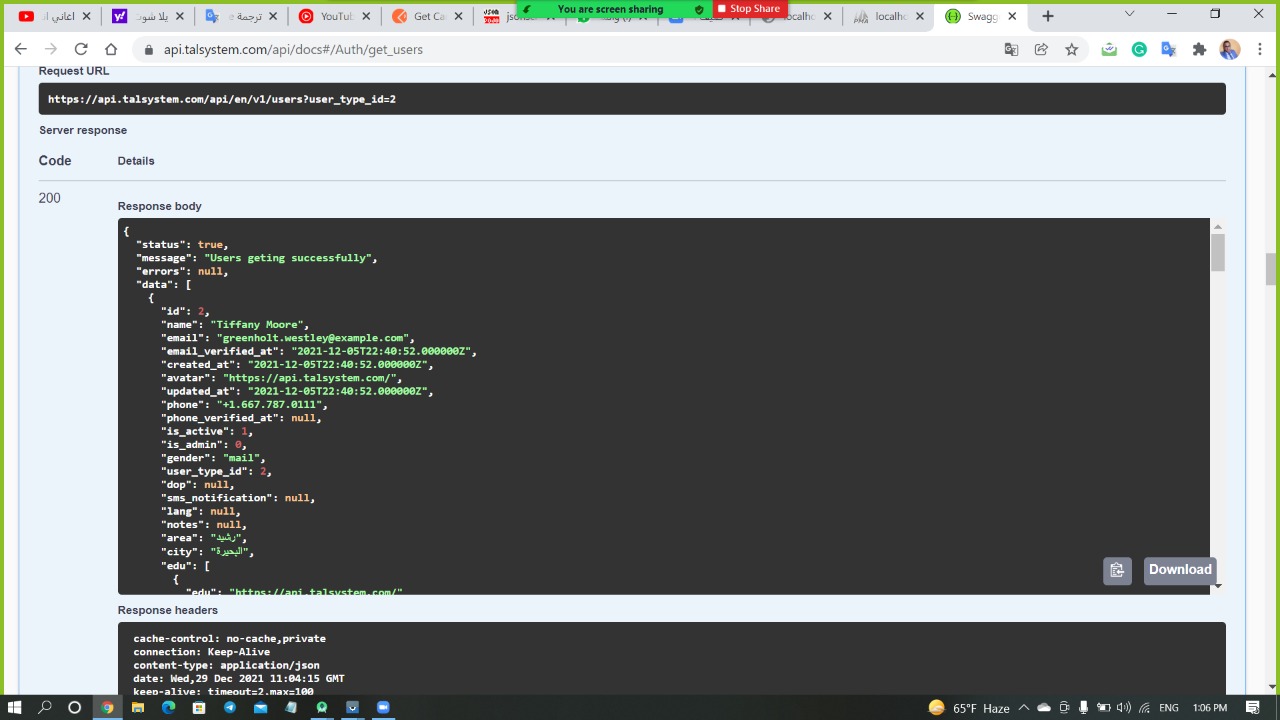 اغاني ال
يلا شوت
ترجمة ع
YouTub
Get Ca
JSON
You are screen sharing
Stop Share
localh
localhc
Swagg
api.talsystem.com/api/docs#/Auth/get_users
Request URL
https://api.talsystem.com/api/en/v1/users?user_type_id=2
Server response
Code
Details
200
Response body
{
"status": true,
"message": "Users geting successfully",
"errors": null,
"data": [
{
"id": 2,
"name": "Tiffany Moore",
"email": "greenholt.westley@example.com",
"email_verified_at": "2021-12-05T22:40:52.000000Z",
"created_at": "2021-12-05T22:40:52.000000Z",
"avatar": "https://api.talsystem.com/",
"updated_at": "2021-12-05T22:40:52.000000Z",
"phone": "+1.667.787.0111",
"phone_verified_at": null,
"is_active": 1,
"is_admin": 0,
"gender": "mail",
"user_type_id": 2,
"dop": null,
"sms_notification": null,
"lang": null,
"notes": null,
"area": "رشيد",
"city": "البحيرة",
"edu": [
{
"edu": "https://api.talsystem.com/"
Download
Response headers
cache-control: no-cache,private
connection: Keep-Alive
content-type: application/json
date: Wed,29 Dec 2021 11:04:15 GMT
keep-alive: timeout=2,max=100
65°F Haze
ENG
1:06 PM